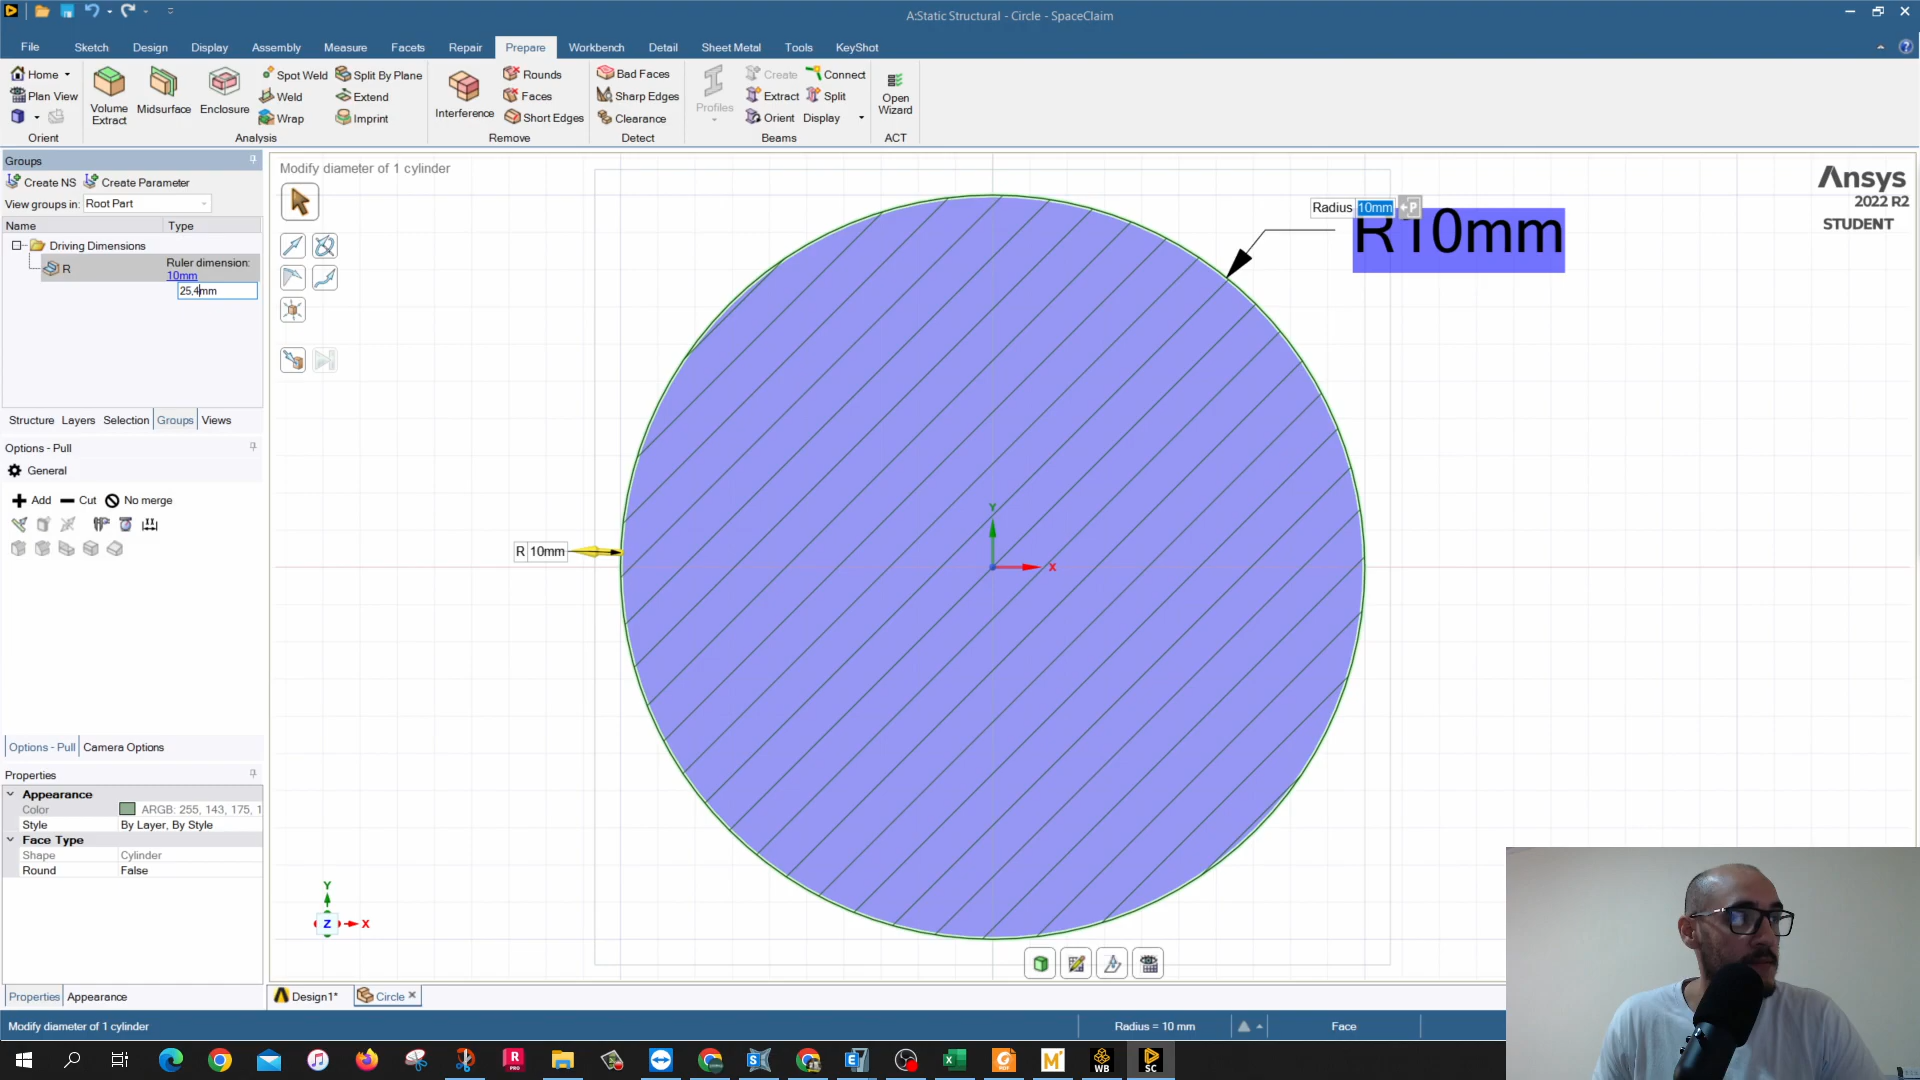 A:Static Structural - Circle - SpaceClaim
File Sketch Design Display Assembly Measure Facets Repair Prepare Workbench Detail Sheet Metal Tools KeyShot
Home
Plan View
Orient
Volume Extract
Midsurface
Enclosure
Spot Weld
Weld
Wrap
Split By Plane
Extend
Imprint
Analysis
Interference
Rounds
Faces
Short Edges
Remove
Bad Faces
Sharp Edges
Clearance
Detect
Profiles
Create
Extract
Orient
Connect
Split
Display
Beams
Open Wizard
ACT
Groups
Create NS Create Parameter
View groups in: Root Part
Name Type
Driving Dimensions
R Ruler dimension:
10mm
25,4mm
Structure Layers Selection Groups Views
Options - Pull
General
Add Cut No merge
Options - Pull Camera Options
Properties
Appearance
Color ARGB: 255, 143, 175, 1
Style By Layer, By Style
Face Type
Shape Cylinder
Round False
Properties Appearance
Modify diameter of 1 cylinder
Radius 10mm P
R10mm
R 10mm
Y
X
Y
Z X
Ansys
2022 R2
STUDENT
Design1* Circle
Modify diameter of 1 cylinder Radius = 10 mm Face
R
PRO
WB
SC